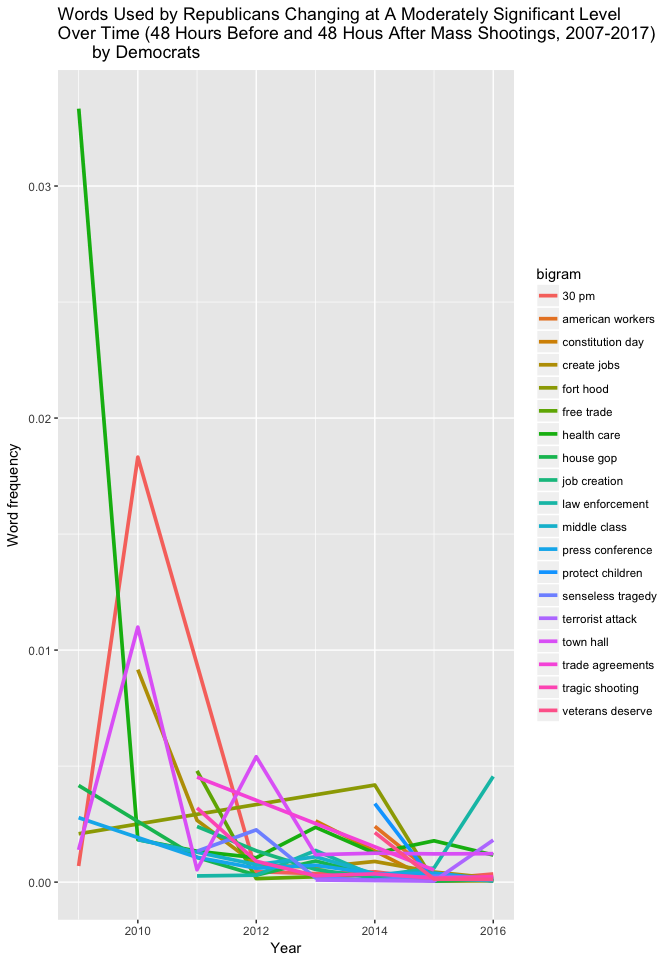 Words Used by Republicans Changing at A Moderately Significant Level
Over Time (48 Hours Before and 48 Hous After Mass Shootings, 2007-2017)
by Democrats
0.03
0.02
0.01
0.00
Word frequency
2010
2012
2014
2016
Year
bigram
30 pm
american workers
constitution day
create jobs
fort hood
free trade
health care
house gop
job creation
law enforcement
middle class
press conference
protect children
senseless tragedy
terrorist attack
town hall
trade agreements
tragic shooting
veterans deserve